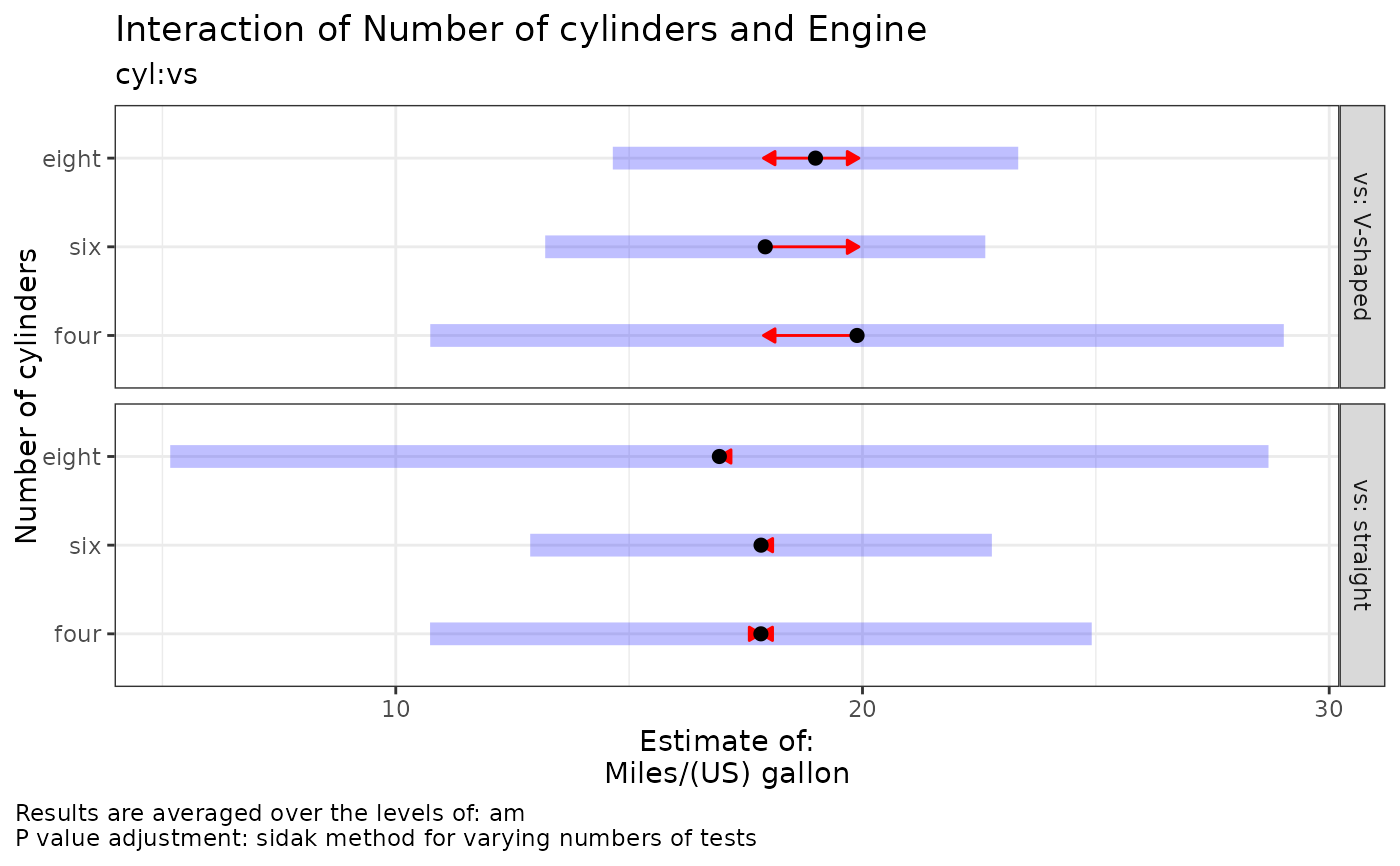 Interaction of Number of cylinders and Engine
cyl:vs
Number of cylinders
eight
six
four
vs: V-shaped
eight
six
four
vs: straight
10
20
30
Estimate of:
Miles/(US) gallon
Results are averaged over the levels of: am
P value adjustment: sidak method for varying numbers of tests